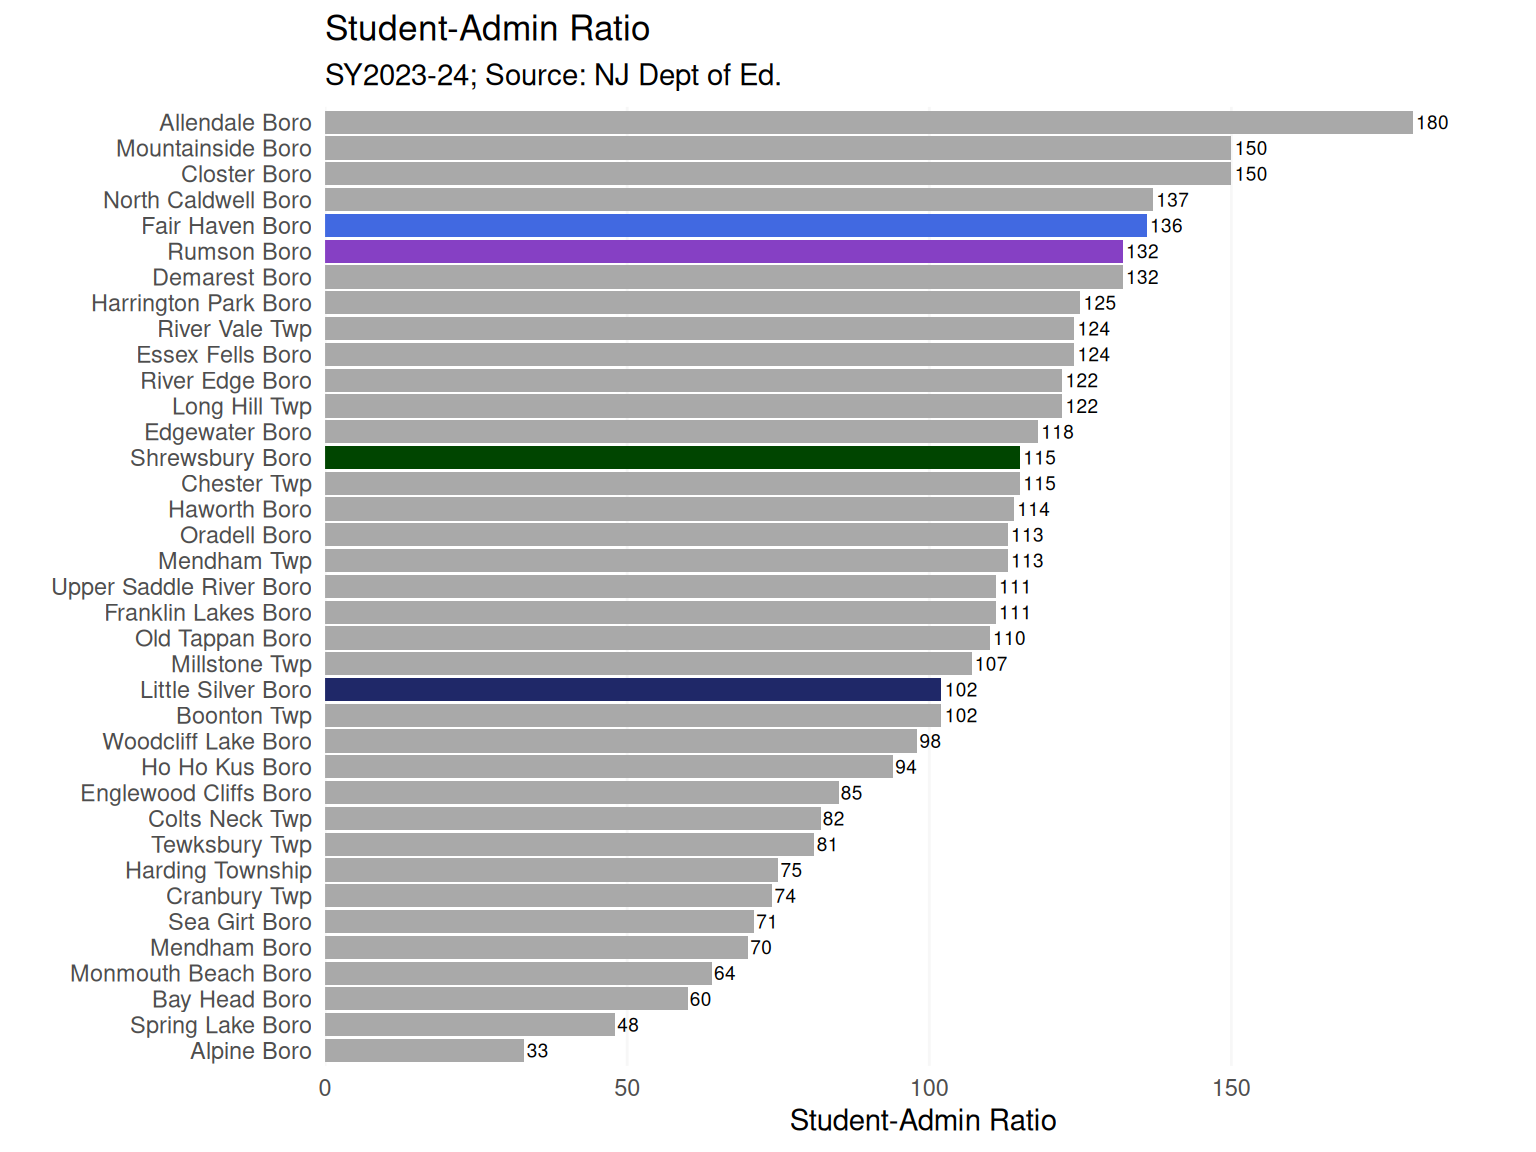 Student-Admin Ratio
SY2023-24; Source: NJ Dept of Ed.
Allendale Boro 180
Mountainside Boro 150
Closter Boro 150
North Caldwell Boro 137
Fair Haven Boro 136
Rumson Boro 132
Demarest Boro 132
Harrington Park Boro 125
River Vale Twp 124
Essex Fells Boro 124
River Edge Boro 122
Long Hill Twp 122
Edgewater Boro 118
Shrewsbury Boro 115
Chester Twp 115
Haworth Boro 114
Oradell Boro 113
Mendham Twp 113
Upper Saddle River Boro 111
Franklin Lakes Boro 111
Old Tappan Boro 110
Millstone Twp 107
Little Silver Boro 102
Boonton Twp 102
Woodcliff Lake Boro 98
Ho Ho Kus Boro 94
Englewood Cliffs Boro 85
Colts Neck Twp 82
Tewksbury Twp 81
Harding Township 75
Cranbury Twp 74
Sea Girt Boro 71
Mendham Boro 70
Monmouth Beach Boro 64
Bay Head Boro 60
Spring Lake Boro 48
Alpine Boro 33
0 50 100 150
Student-Admin Ratio